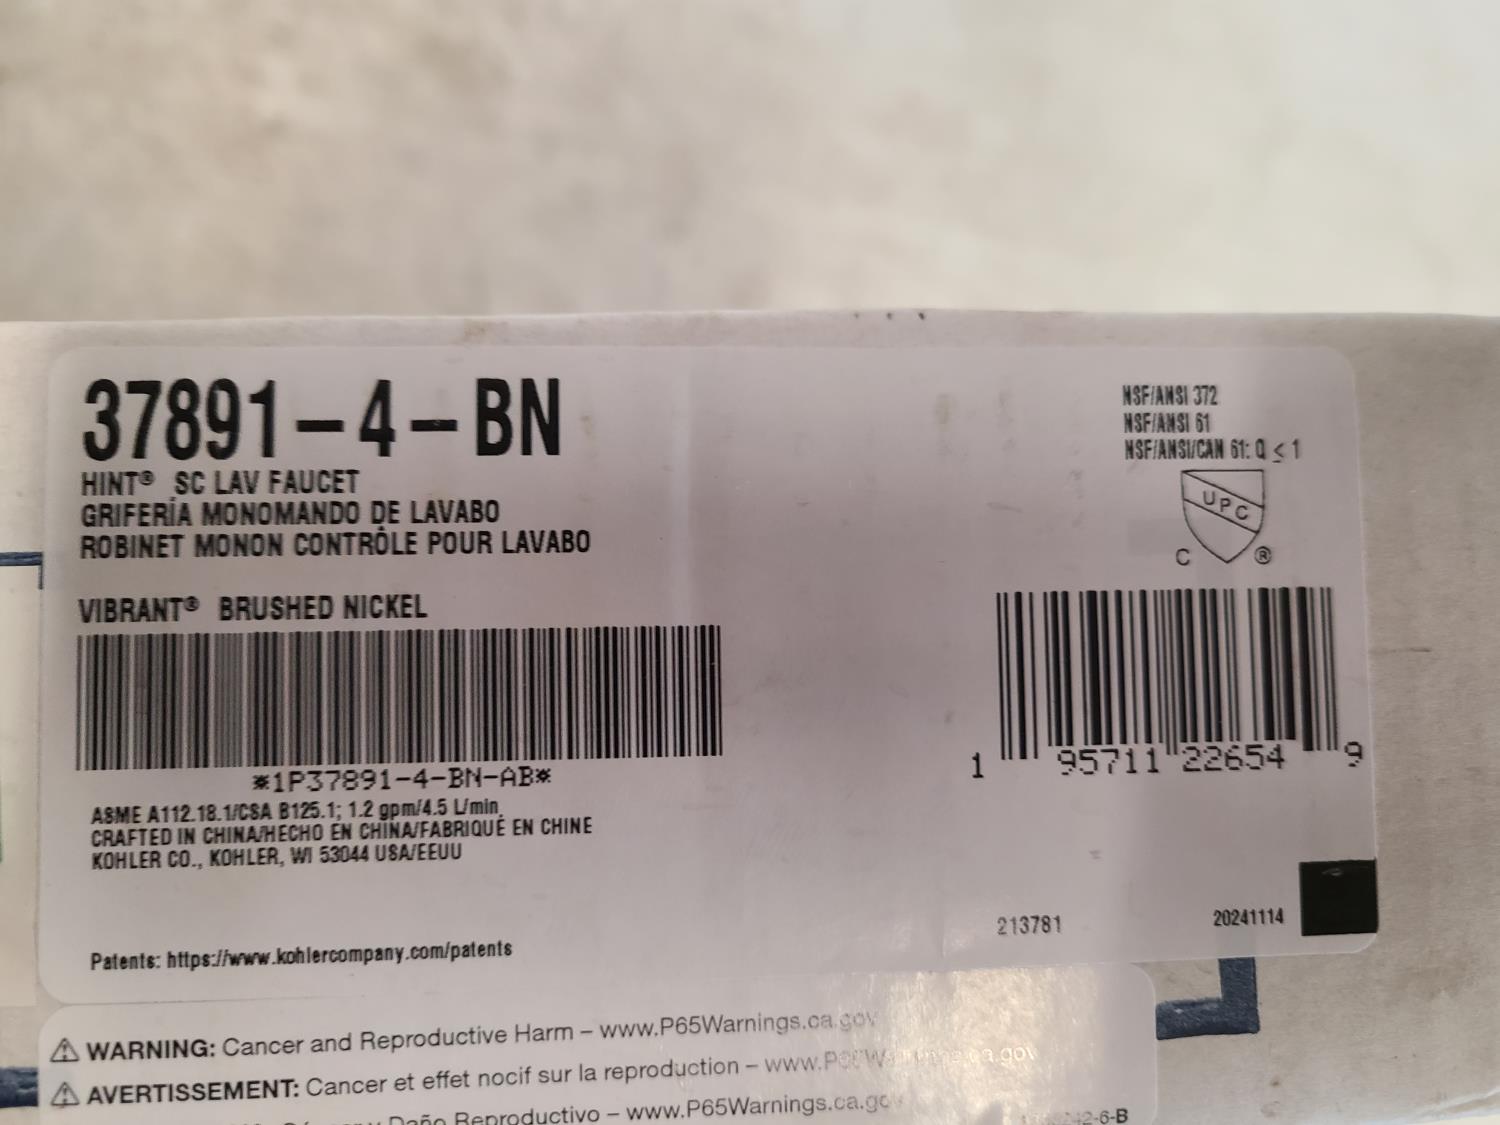 37891-4-BN
HINT® SC LAV FAUCET
GRIFERÍA MONOMANDO DE LAVABO
ROBINET MONON CONTRÔLE POUR LAVABO
VIBRANT® BRUSHED NICKEL
*1P37891-4-BN-AB*
ASME A112.18.1/CSA B125.1; 1.2 gpm/4.5 L/min
CRAFTED IN CHINA/HECHO EN CHINA/FABRIQUÉ EN CHINE
KOHLER CO., KOHLER, WI 53044 USA/EEUU
Patents: https://www.kohlercompany.com/patents
NSF/ANSI 372
NSF/ANSI 61
NSF/ANSI/CAN 61: Q ≤ 1
UPC
C ®
1 95711 22654 9
213781 20241114
WARNING: Cancer and Reproductive Harm – www.P65Warnings.ca.gov
AVERTISSEMENT: Cancer et effet nocif sur la reproduction – www.P65Warnings.ca.gov
Daño Reproductivo – www.P65Warnings.ca.gov
2-6-B